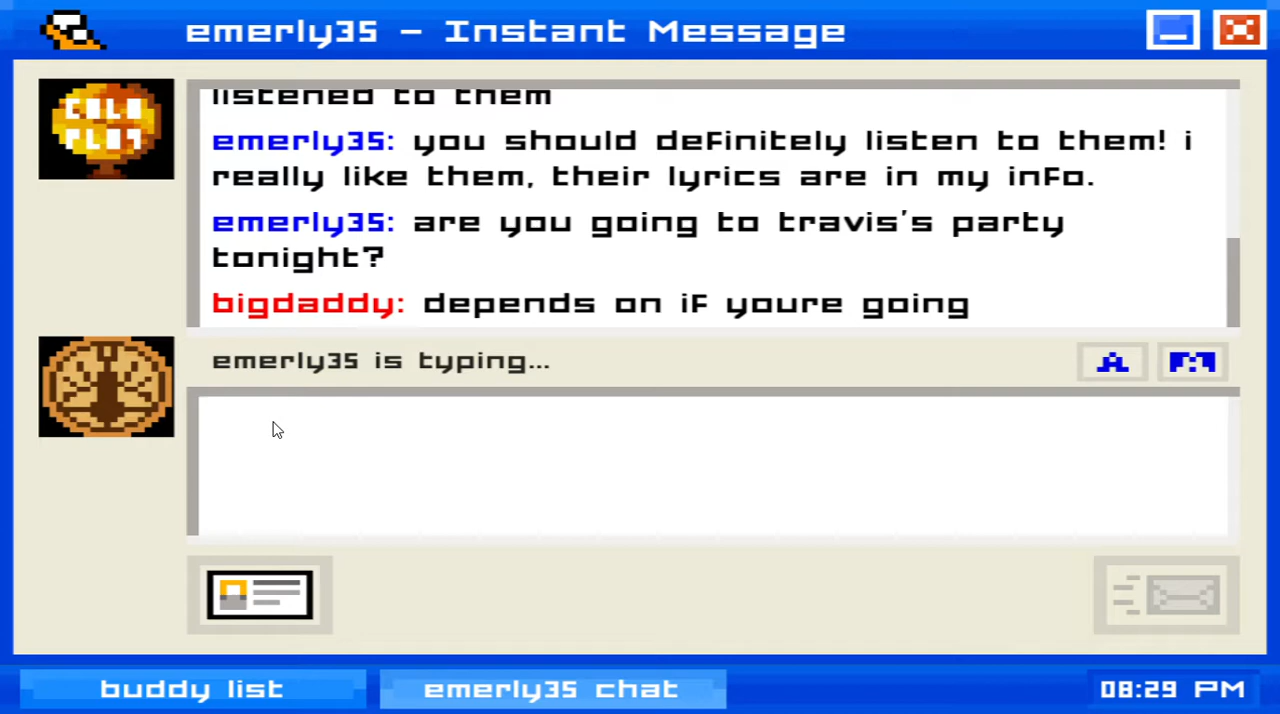 emerly35 - Instant Message
COLD
PLAY
listened to them
emerly35: you should definitely listen to them! i
really like them, their lyrics are in my info.
emerly35: are you going to travis's party
tonight?
bigdaddy: depends on if youre going
emerly35 is typing...
A
buddy list
emerly35 chat
08:29 PM